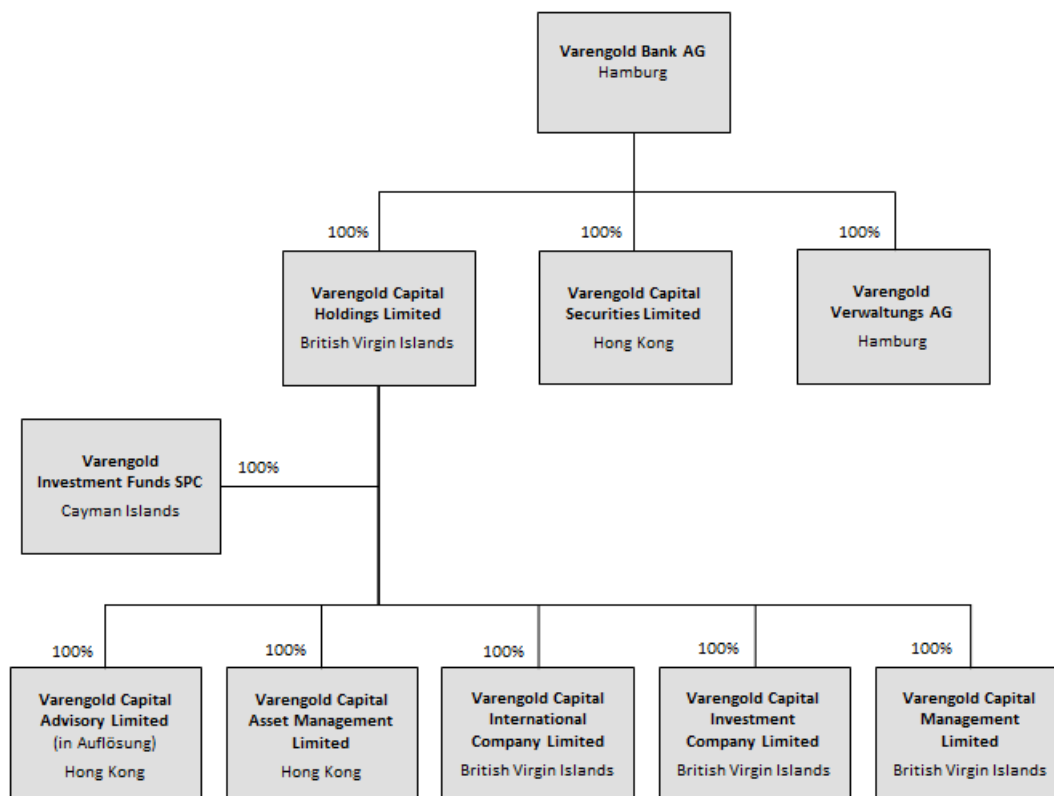 Varengold Bank AG
Hamburg
100%
100%
100%
Varengold Capital
Holdings Limited
British Virgin Islands
Varengold Capital
Securities Limited
Hong Kong
Varengold
Verwaltungs AG
Hamburg
Varengold
Investment Funds SPC
Cayman Islands
100%
100%
100%
100%
100%
100%
Varengold Capital
Advisory Limited
(in Auflösung)
Hong Kong
Varengold Capital
Asset Management
Limited
Hong Kong
Varengold Capital
International
Company Limited
British Virgin Islands
Varengold Capital
Investment
Company Limited
British Virgin Islands
Varengold Capital
Management
Limited
British Virgin Islands